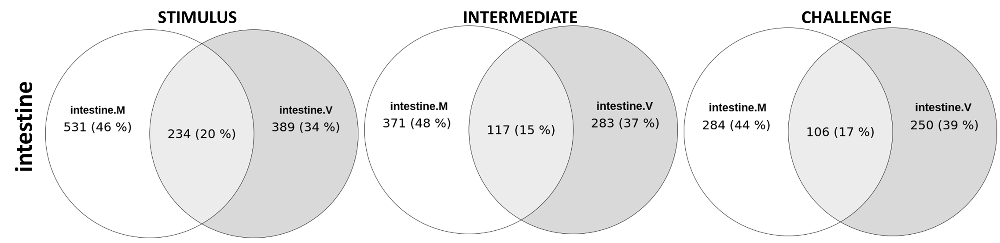 STIMULUS
INTERMEDIATE
CHALLENGE
intestine
intestine.M
531 (46 %)
234 (20 %)
intestine.V
389 (34 %)
intestine.M
371 (48 %)
117 (15 %)
intestine.V
283 (37 %)
intestine.M
284 (44 %)
106 (17 %)
intestine.V
250 (39 %)